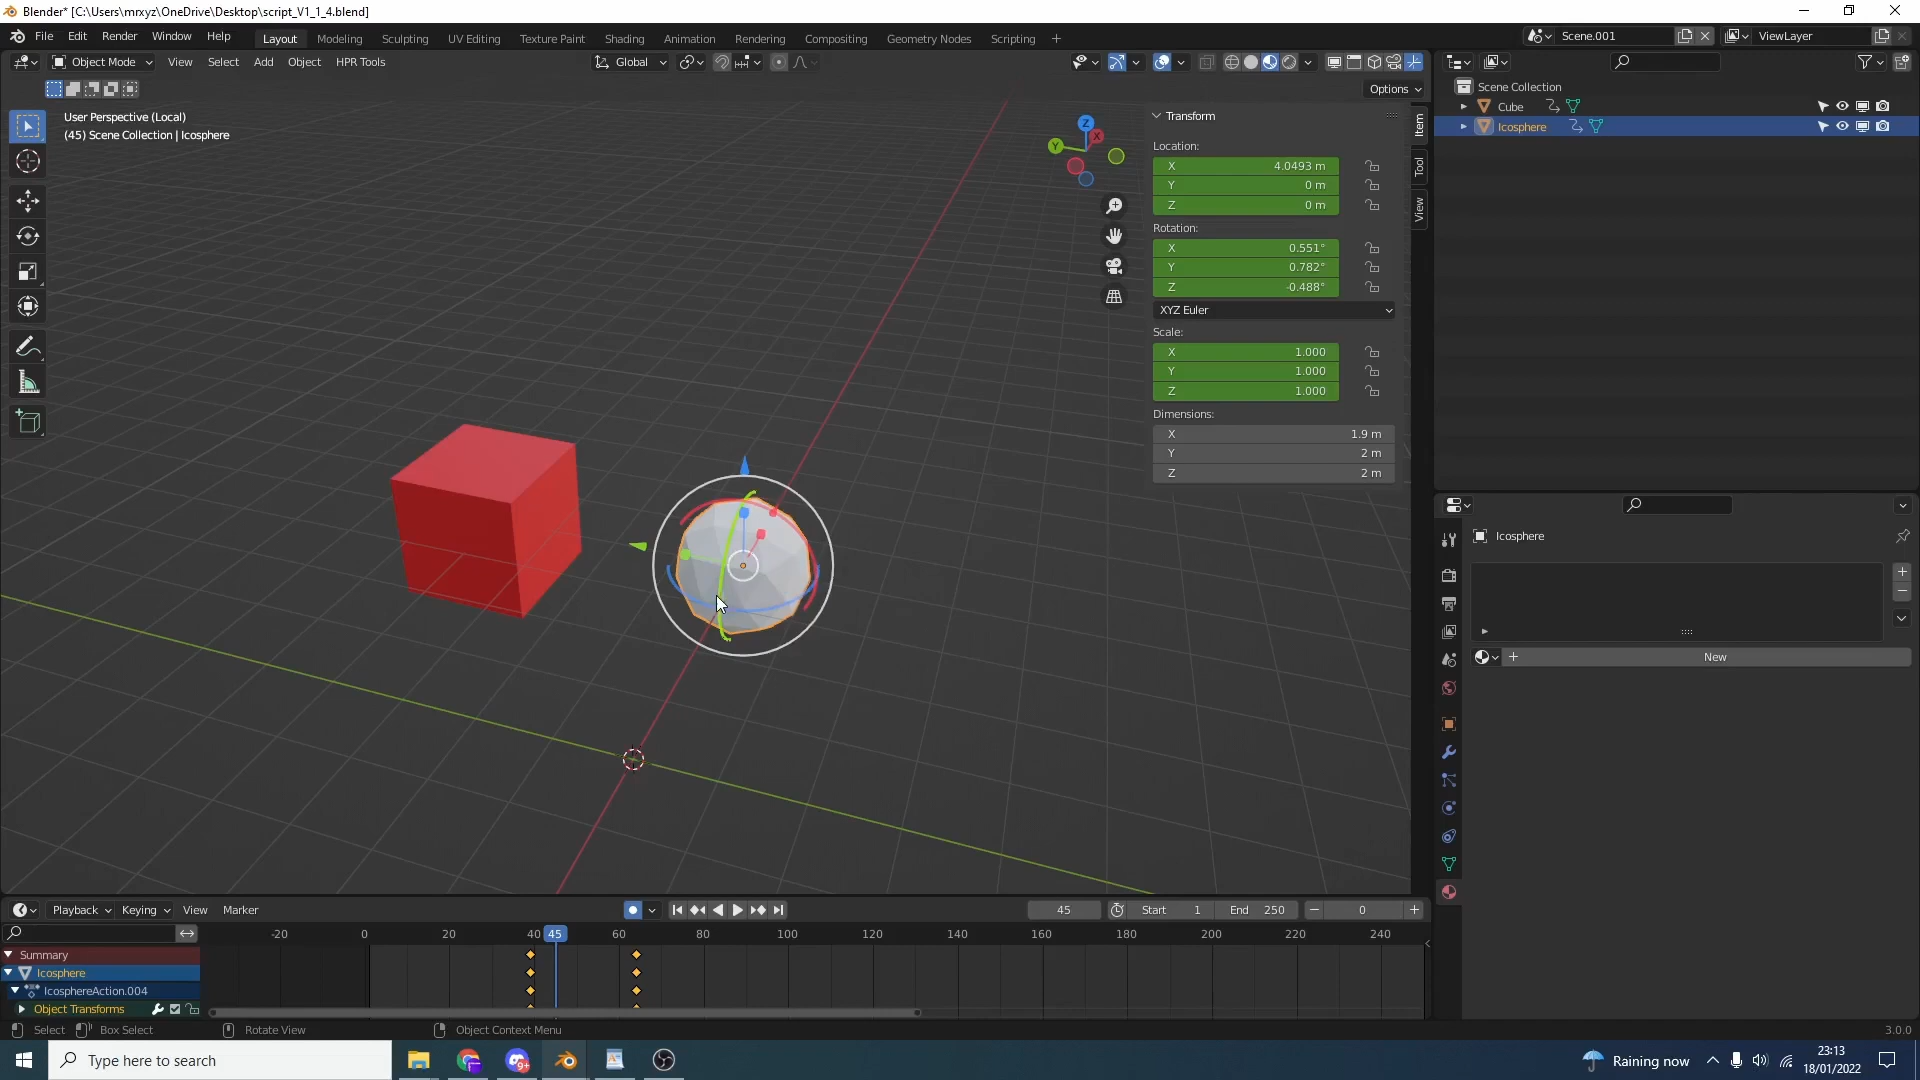 Blender* [C:\Users\mrxyz\OneDrive\Desktop\script_V1_1_4.blend]
File Edit Render Window Help Layout Modeling Sculpting UV Editing Texture Paint Shading Animation Rendering Compositing Geometry Nodes Scripting + Scene.001 ViewLayer
Object Mode View Select Add Object HPR Tools Global
Options
User Perspective (Local)
(45) Scene Collection | Icosphere
Z
X
Y
Transform
Location:
X 4.0493 m
Y 0 m
Z 0 m
Rotation:
X 0.551°
Y 0.782°
Z -0.488°
XYZ Euler
Scale:
X 1.000
Y 1.000
Z 1.000
Dimensions:
X 1.9 m
Y 2 m
Z 2 m
Item
Tool
View
Scene Collection
Cube
Icosphere
Icosphere
New
Playback Keying View Marker 45 Start 1 End 250 0
-20 0 20 40 45 60 80 100 120 140 160 180 200 220 240
Summary
Icosphere
IcosphereAction.004
Object Transforms
Select Box Select Rotate View Object Context Menu 3.0.0
Type here to search
9+
Raining now
23:13
18/01/2022